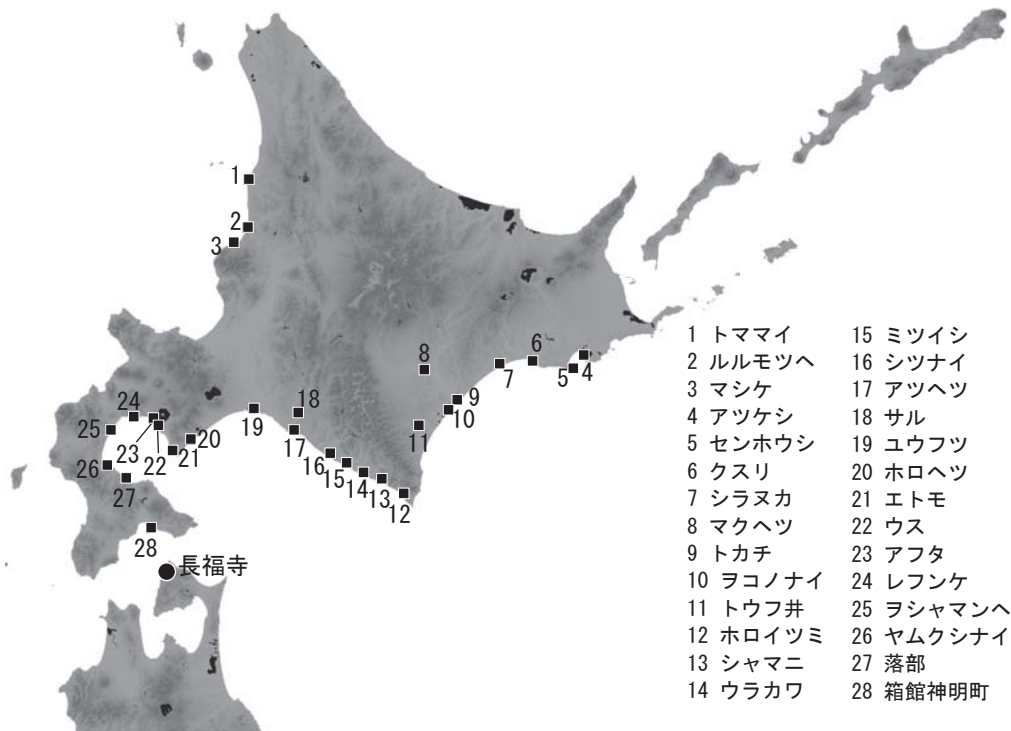 1
2
3
8
6
7
5
4
9
10
11
18
19
17
16
15
14
13
12
24
25
23
22
20
21
26
27
28
長福寺
1 トママイ
2 ルルモツヘ
3 マシケ
4 アツケシ
5 センホウシ
6 クスリ
7 シラヌカ
8 マクヘツ
9 トカチ
10 ヲコノナイ
11 トウフ井
12 ホロイツミ
13 シャマニ
14 ウラカワ
15 ミツイシ
16 シツナイ
17 アツヘツ
18 サル
19 ユウフツ
20 ホロヘツ
21 エトモ
22 ウス
23 アフタ
24 レフンケ
25 ヲシャマンヘ
26 ヤムクシナイ
27 落部
28 箱館神明町